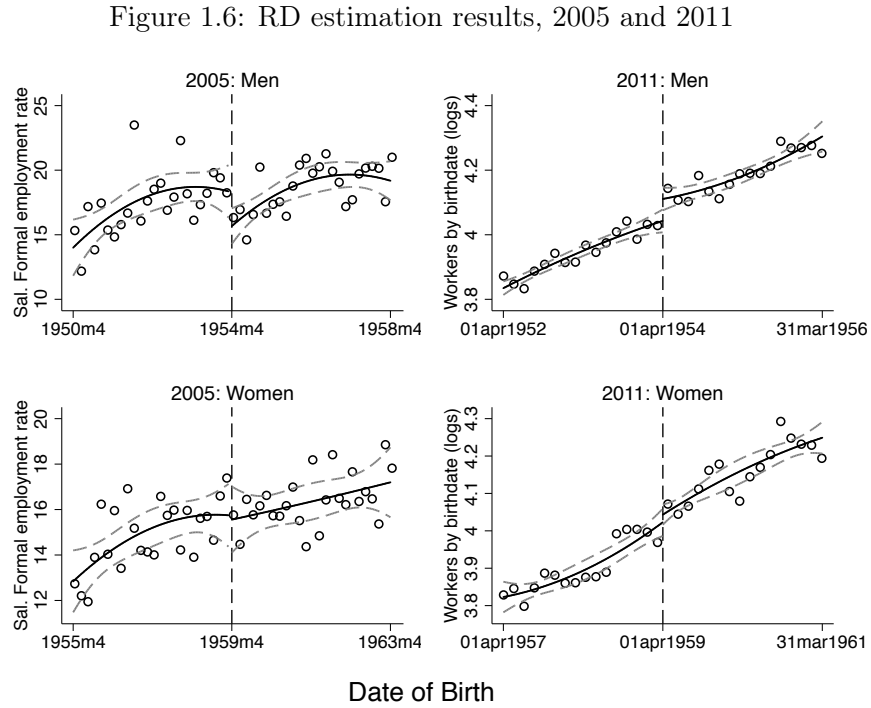 Figure 1.6: RD estimation results, 2005 and 2011
2005: Men
Sal. Formal employment rate
25
20
15
10
1950m4 1954m4 1958m4
2011: Men
Workers by birthdate (logs)
4.4
4.2
4
3.8
01apr1952 01apr1954 31mar1956
2005: Women
Sal. Formal employment rate
20
18
16
14
12
1955m4 1959m4 1963m4
2011: Women
Workers by birthdate (logs)
4.3
4.2
4.1
4
3.9
3.8
01apr1957 01apr1959 31mar1961
Date of Birth